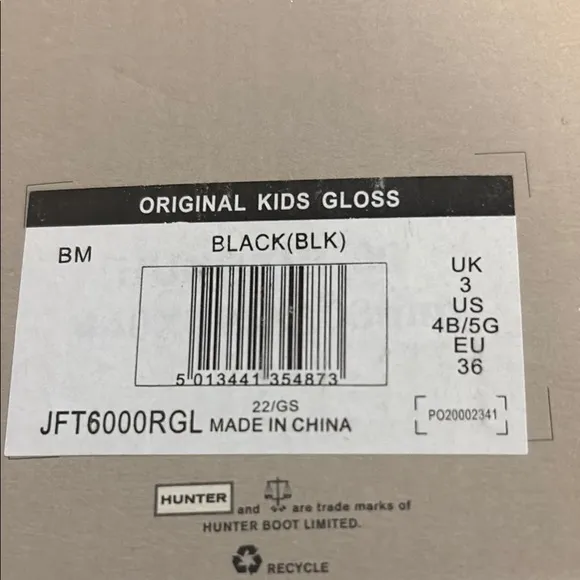 ORIGINAL KIDS GLOSS
BM
BLACK(BLK)
UK
3
US
4B/5G
EU
36
5 013441 354873
22/GS
JFT6000RGL MADE IN CHINA
PO20002341
HUNTER and are trade marks of
HUNTER BOOT LIMITED.
RECYCLE